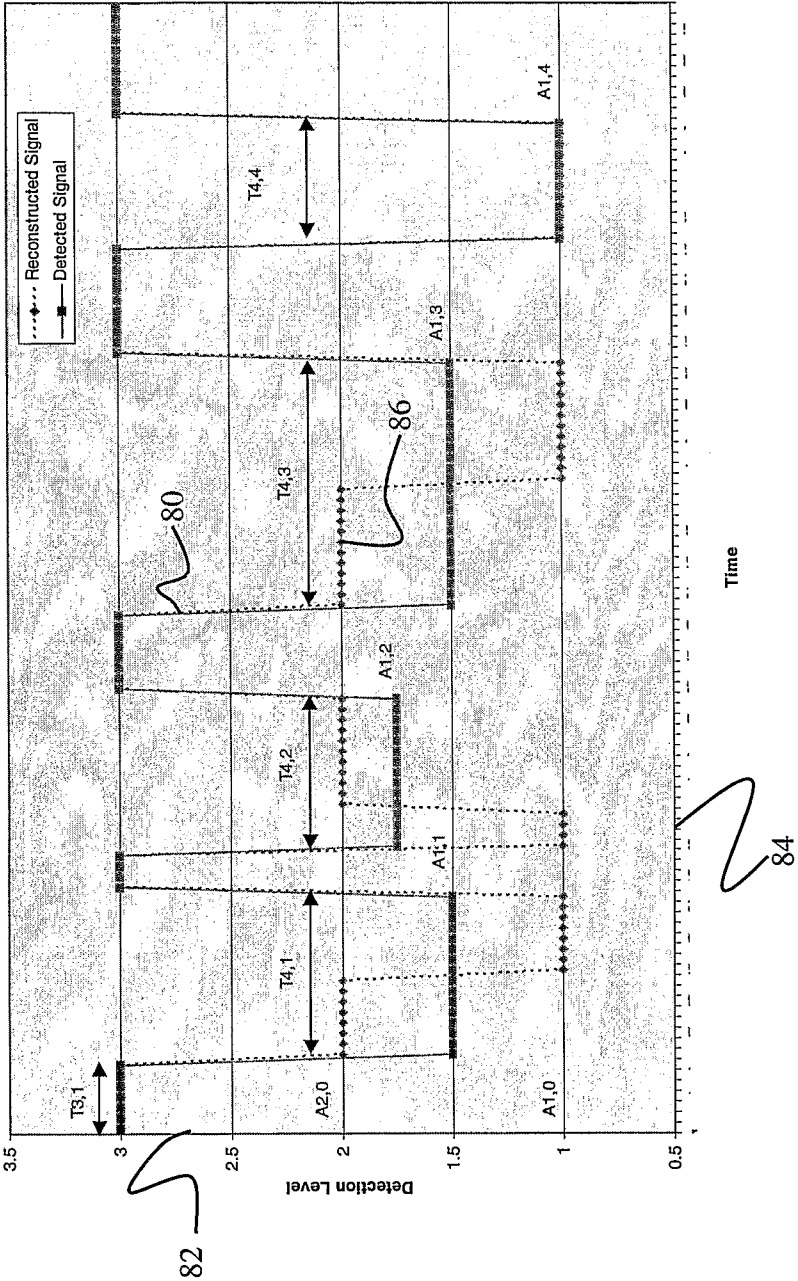 Reconstructed Signal
Detected Signal
3.5
3
2.5
2
1.5
1
0.5
Detection Level
Time
T3,1
T4,1
T4,2
T4,3
T4,4
A2,0
A1,0
A1,1
A1,2
A1,3
A1,4
80
82
84
86